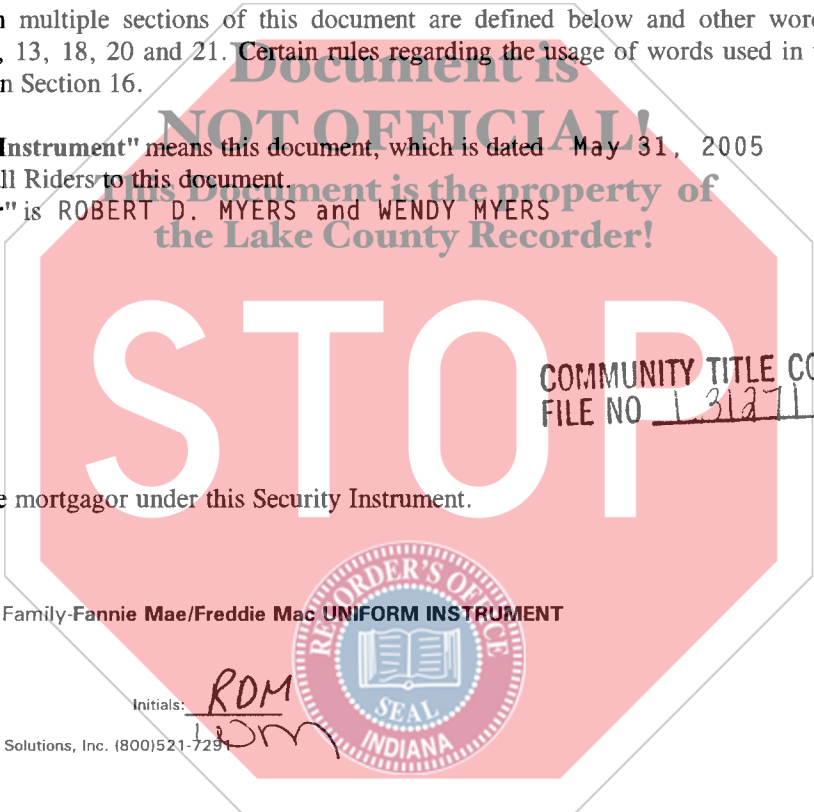 multiple sections of this document are defined below and other wor
, 13, 18, 20 and 21. Certain rules regarding the usage of words used in
n Section 16.
Document is
NOT OFFICIAL!
Instrument" means this document, which is dated May 31, 2005
ll Riders to this document.
This Document is the property of
" is ROBERT D. MYERS and WENDY MYERS
the Lake County Recorder!
STOP
COMMUNITY TITLE CO
FILE NO L 31271
e mortgagor under this Security Instrument.
RECORDER'S OFFICE
Family-Fannie Mae/Freddie Mac UNIFORM INSTRUMENT
Initials: RDM
WM
SEAL
INDIANA
Solutions, Inc. (800)521-7291